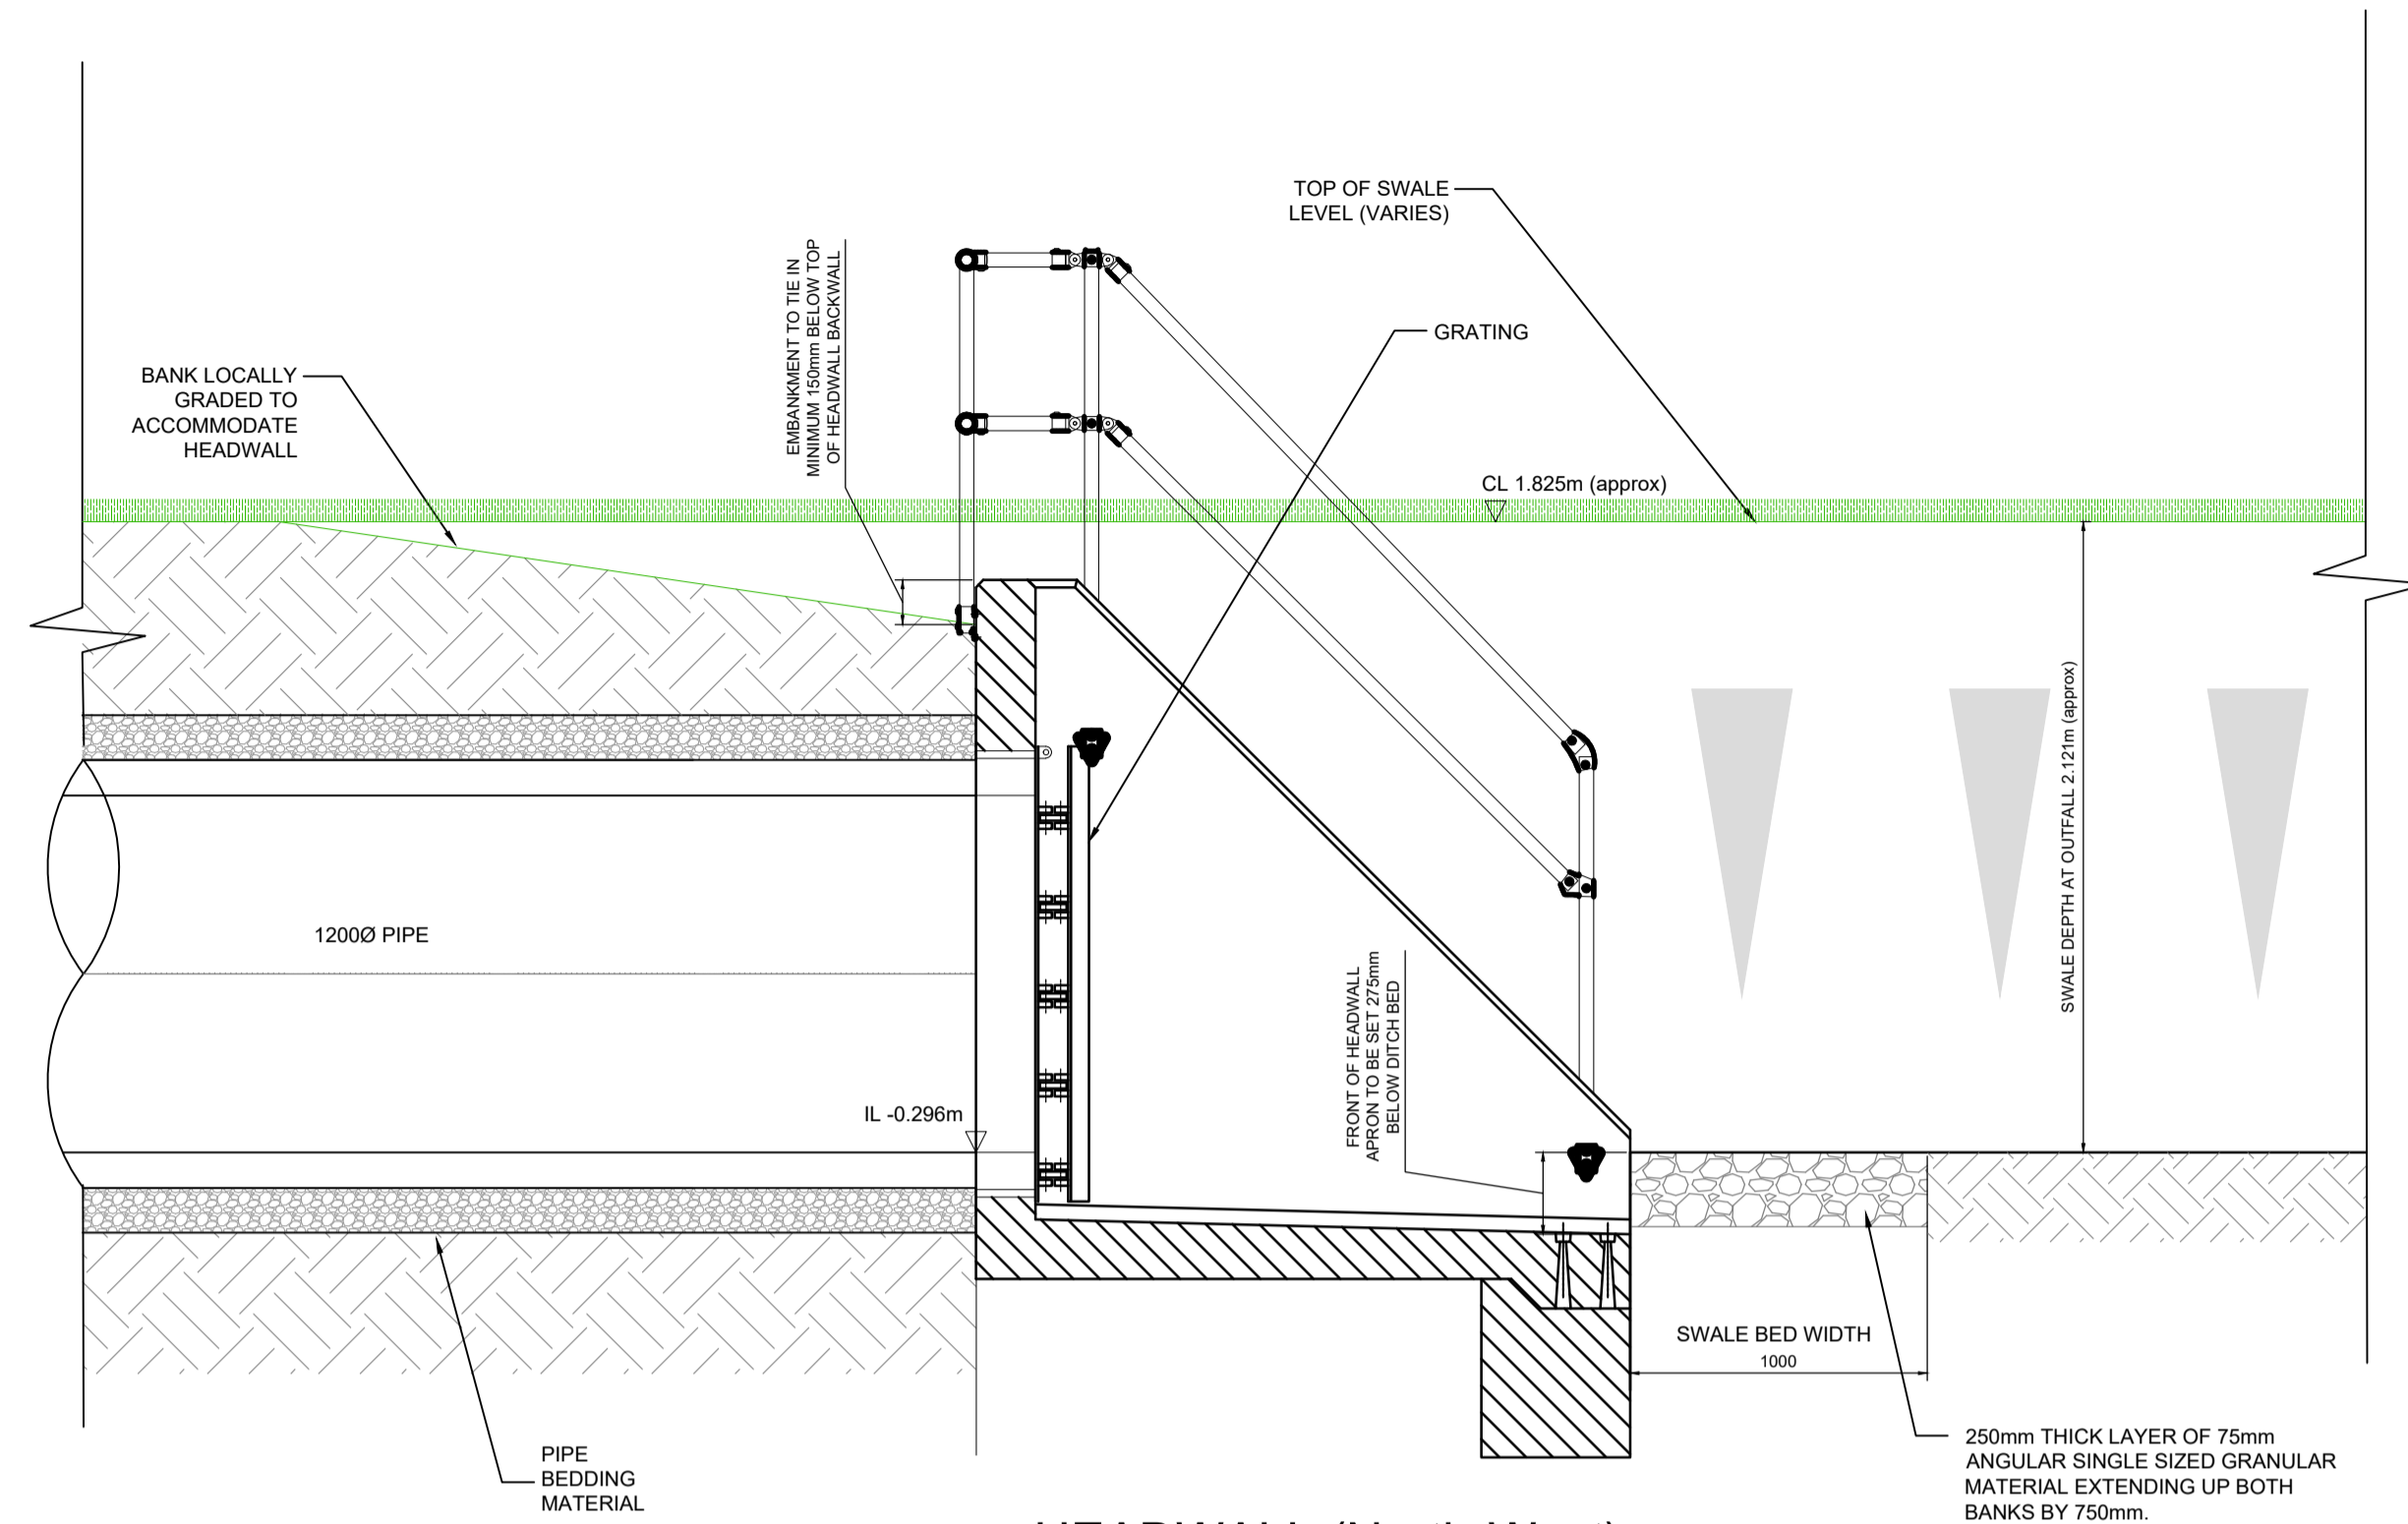 TOP OF SWALE
LEVEL (VARIES)
EMBANKMENT TO TIE IN
MINIMUM 150mm BELOW TOP
OF HEADWALL BACKWALL
GRATING
BANK LOCALLY
GRADED TO
ACCOMMODATE
HEADWALL
CL 1.825m (approx)
SWALE DEPTH AT OUTFALL 2.121m (approx)
1200Ø PIPE
FRONT OF HEADWALL
APRON TO BE SET 275mm
BELOW DITCH BED
IL -0.296m
SWALE BED WIDTH
1000
PIPE
BEDDING
MATERIAL
250mm THICK LAYER OF 75mm
ANGULAR SINGLE SIZED GRANULAR
MATERIAL EXTENDING UP BOTH
BANKS BY 750mm.